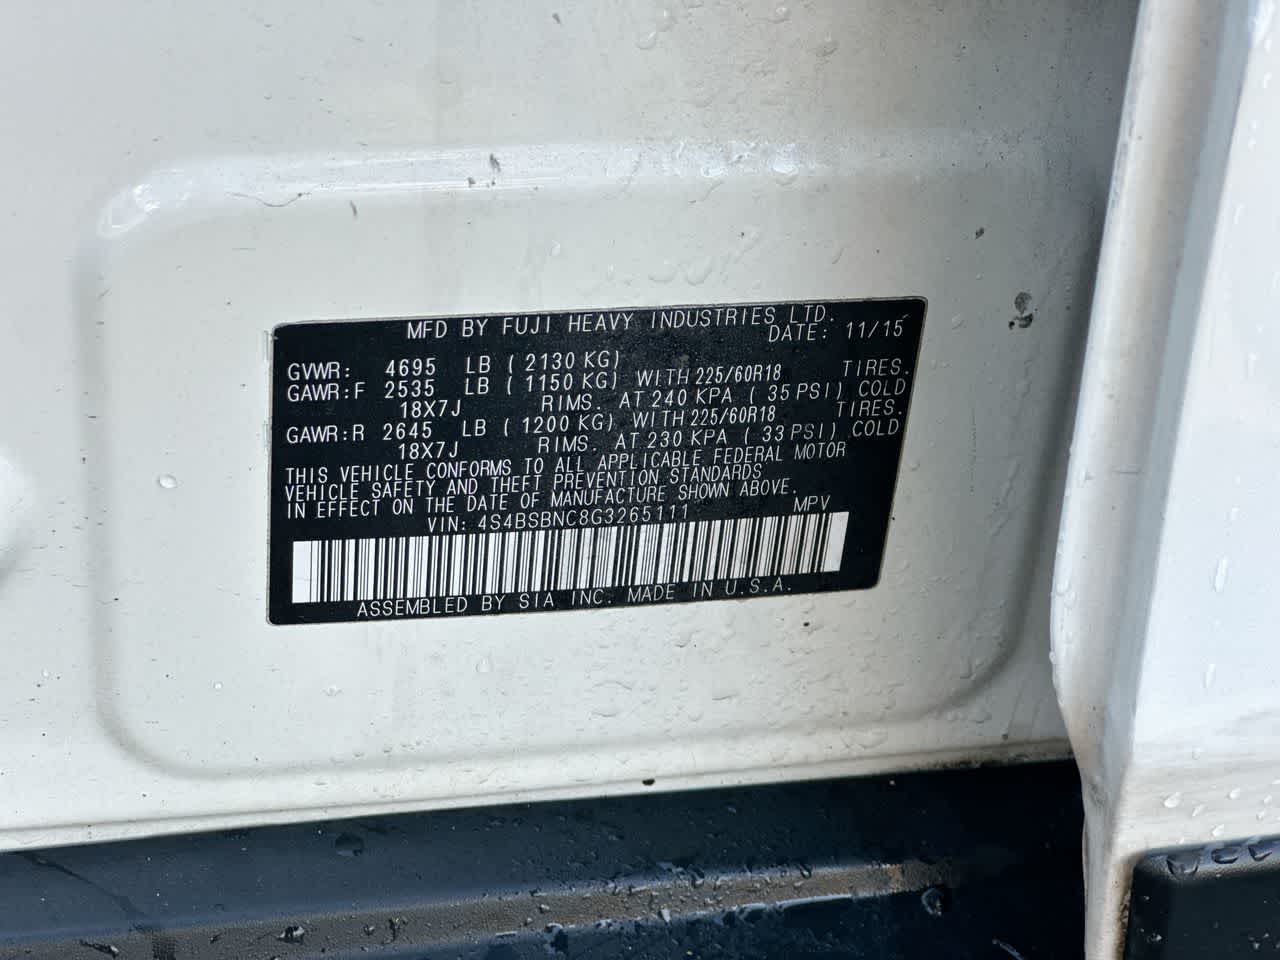 MFD BY FUJI HEAVY INDUSTRIES LTD.
DATE: 11/15
GVWR: 4695 LB ( 2130 KG)
GAWR:F 2535 LB ( 1150 KG) WITH 225/60R18 TIRES.
18X7J RIMS. AT 240 KPA ( 35 PSI) COLD
GAWR:R 2645 LB ( 1200 KG) WITH 225/60R18 TIRES.
18X7J RIMS. AT 230 KPA ( 33 PSI) COLD
THIS VEHICLE CONFORMS TO ALL APPLICABLE FEDERAL MOTOR
VEHICLE SAFETY AND THEFT PREVENTION STANDARDS
IN EFFECT ON THE DATE OF MANUFACTURE SHOWN ABOVE.
VIN: 4S4BSBNC8G3265111 MPV
ASSEMBLED BY SIA INC. MADE IN U.S.A.